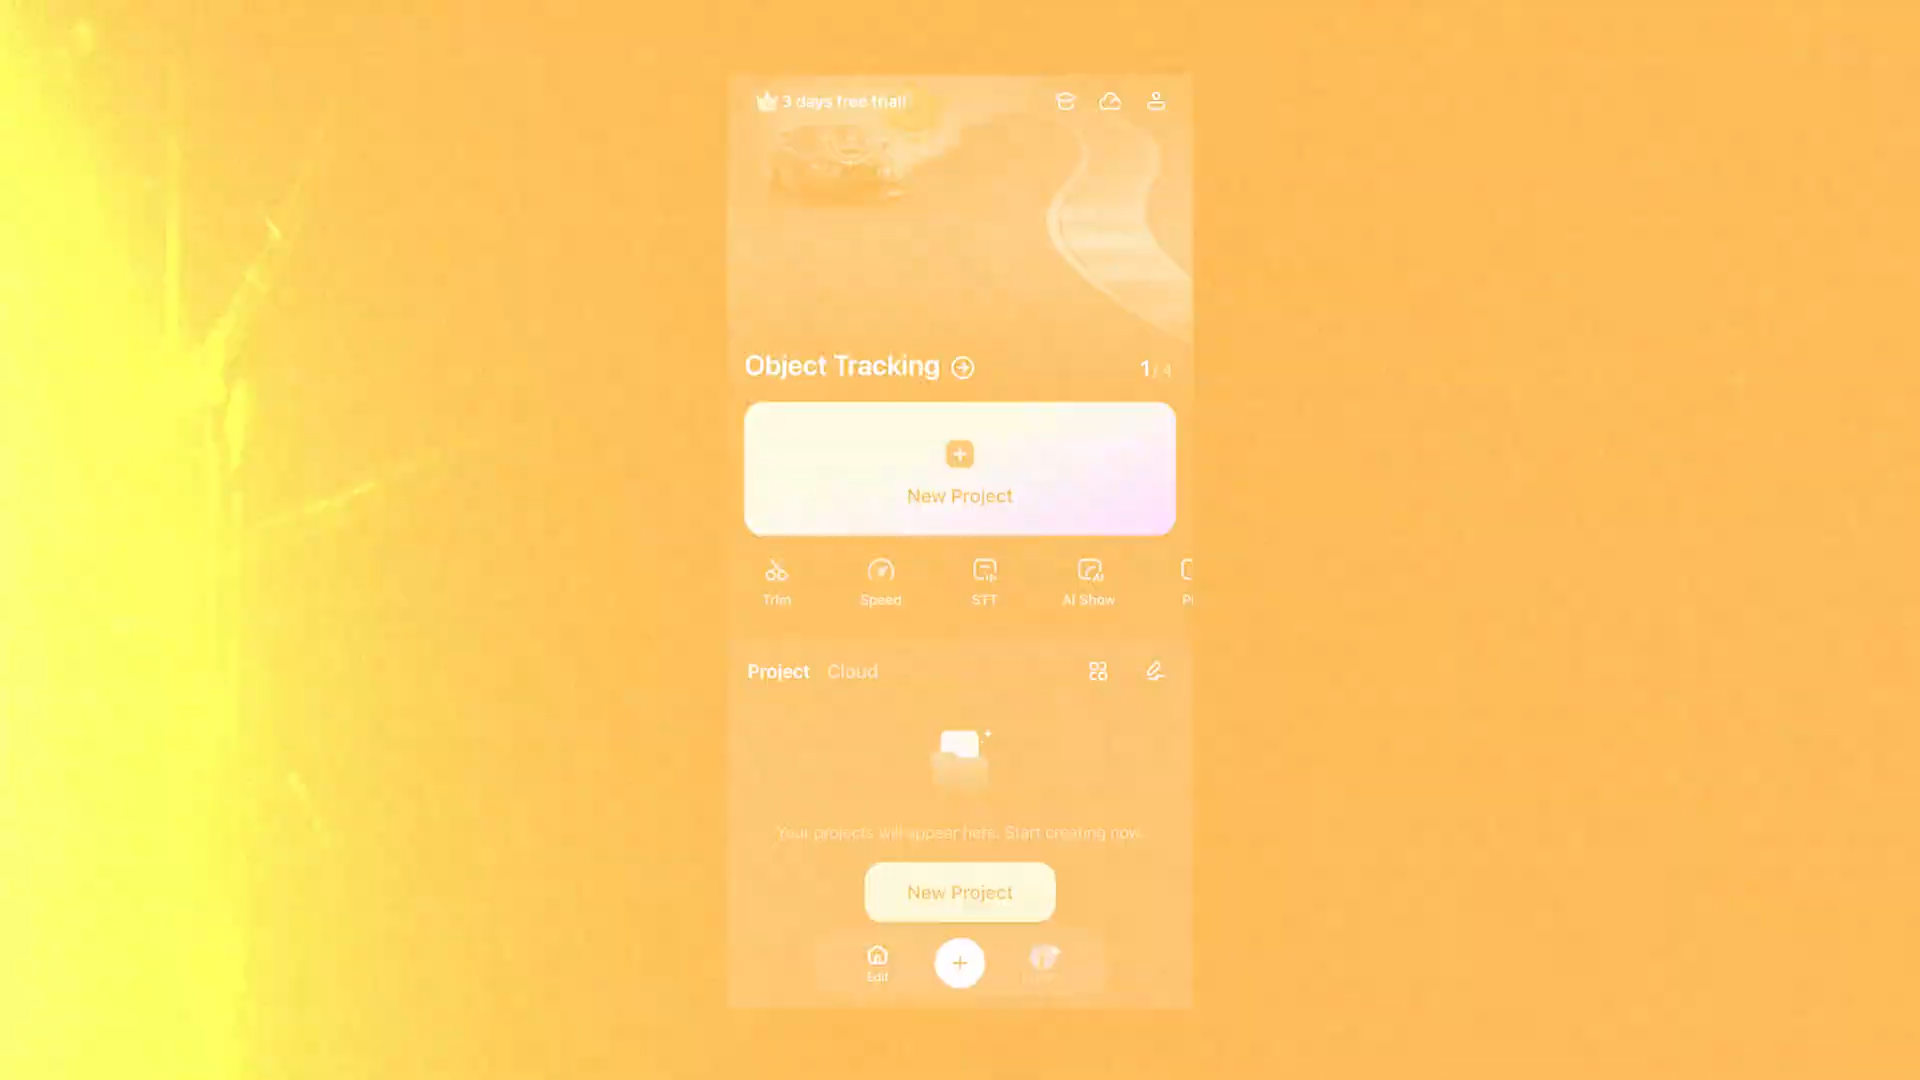 3 days free trial!
Object Tracking
1/4
New Project
Trim Speed STT AI Show
Project Cloud
Your projects will appear here. Start creating now.
New Project
Edit